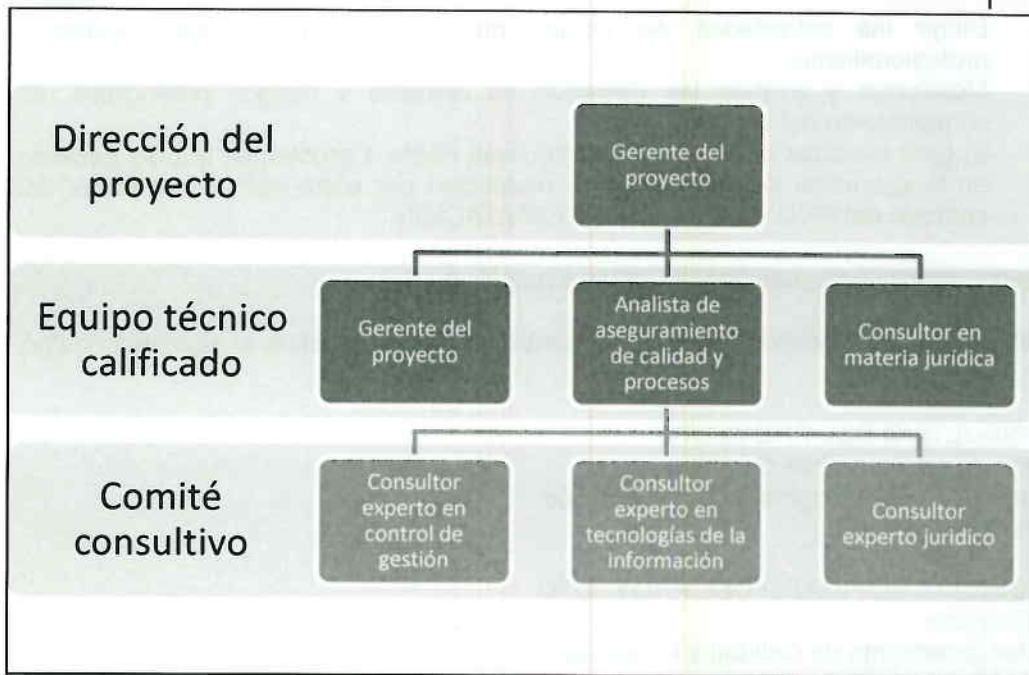 Dirección del
proyecto
Gerente del
proyecto
Equipo técnico
calificado
Gerente del
proyecto
Analista de
aseguramiento
de calidad y
procesos
Consultor en
materia jurídica
Comité
consultivo
Consultor
experto en
control de
gestión
Consultor
experto en
tecnologías de la
información
Consultor
experto jurídico